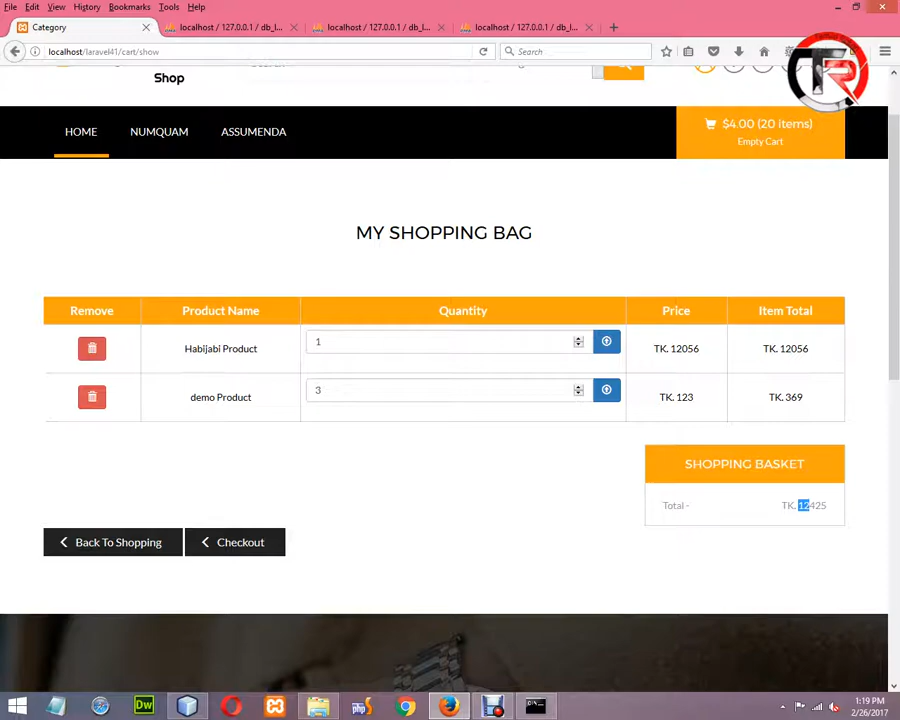 File Edit View History Bookmarks Tools Help
Category
localhost / 127.0.0.1 / db_l...
localhost / 127.0.0.1 / db_l...
localhost / 127.0.0.1 / db_l...
localhost/laravel41/cart/show
Search
Shop
TR
HOME NUMQUAM ASSUMENDA
$4.00 (20 items)
Empty Cart
MY SHOPPING BAG
Remove Product Name Quantity Price Item Total
Habijabi Product 1 TK. 12056 TK. 12056
demo Product 3 TK. 123 TK. 369
SHOPPING BASKET
Total - TK. 12425
Back To Shopping Checkout
Dw
1:19 PM
2/26/2017